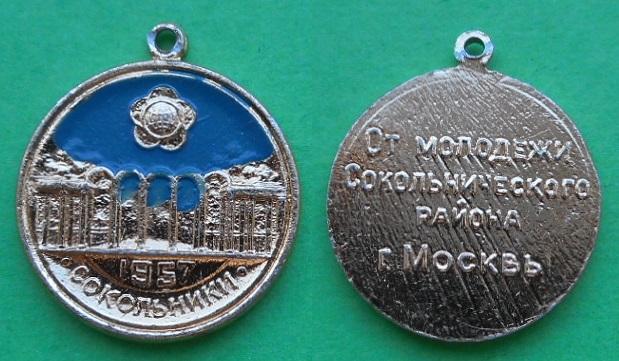 1957
СОКОЛЬНИКИ
От молодежи
Сокольнического
района
г. Москвы